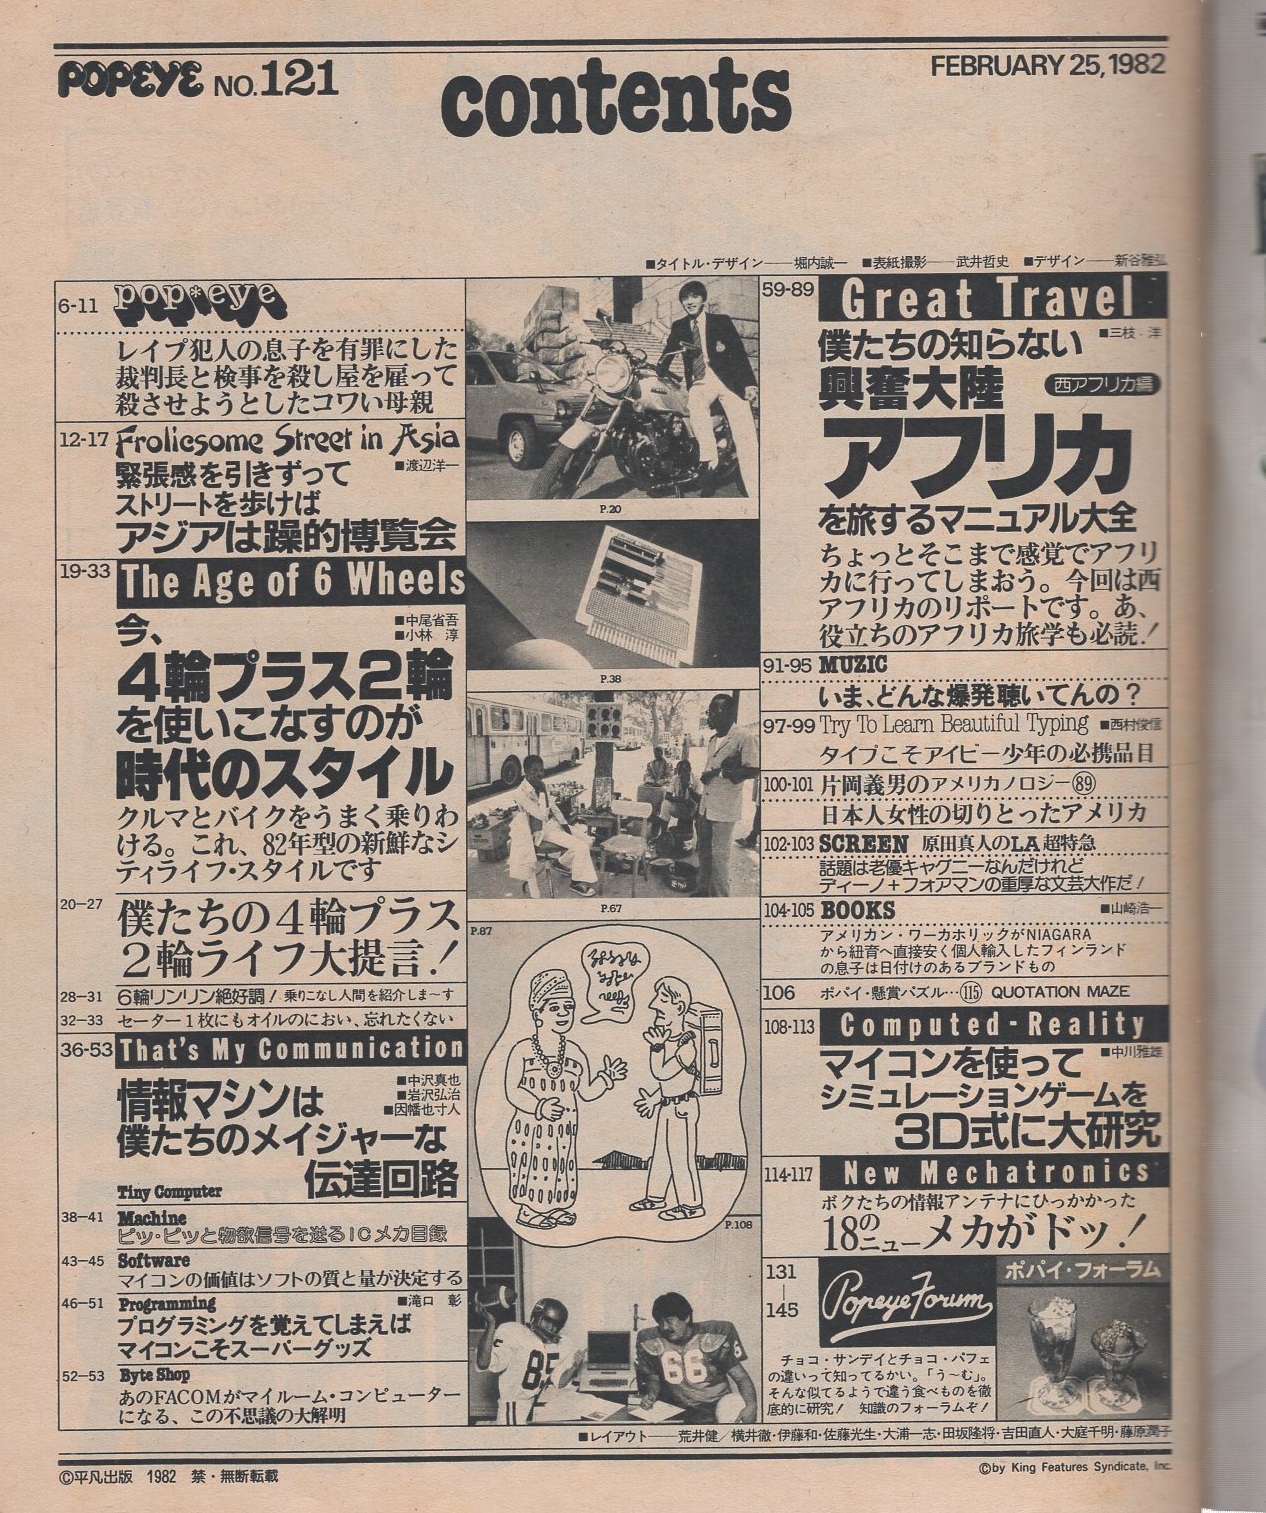 POPEYE NO.121
contents
FEBRUARY 25, 1982
■タイトル・デザイン──堀内誠一 ■表紙撮影──武井哲史 ■デザイン──新谷雅弘
6-11
pop*eye
レイプ犯人の息子を有罪にした
裁判長と検事を殺し屋を雇って
殺させようとしたコワい母親
12-17
Frolicsome Street in Asia
緊張感を引きずって
■渡辺洋一
ストリートを歩けば
アジアは躁的博覧会
19-33
The Age of 6 Wheels
今、
■中尾省吾
■小林 淳
4輪プラス2輪
を使いこなすのが
時代のスタイル
クルマとバイクをうまく乗りわ
ける。これ、82年型の新鮮なシ
ティライフ・スタイルです
20-27
僕たちの4輪プラス
2輪ライフ大提言!
28-31
6輪リンリン絶好調! 乗りこなし人間を紹介しま〜す
32-33
セーター1枚にもオイルのにおい、忘れたくない
36-53
That's My Communication
情報マシンは
■中沢真也
■岩沢弘治
■因幡也寸人
僕たちのメイジャーな
伝達回路
Tiny Computer
38-41
Machine
ピッ・ピッと物欲信号を送るICメカ目録
43-45
Software
マイコンの価値はソフトの質と量が決定する
46-51
Programming
■滝口 彰
プログラミングを覚えてしまえば
マイコンこそスーパーグッズ
52-53
Byte Shop
あのFACOMがマイルーム・コンピューター
になる、この不思議の大解明
P.20
P.38
P.67
P.87
P.108
85
66
6
59-89
Great Travel
僕たちの知らない
■三枝 洋
興奮大陸
西アフリカ編
アフリカ
を旅するマニュアル大全
ちょっとそこまで感覚でアフリ
カに行ってしまおう。今回は西
アフリカのリポートです。あ、
役立ちのアフリカ旅学も必読!
91-95
MUZIC
いま、どんな爆発聴いてんの?
97-99
Try To Learn Beautiful Typing
■西村俊信
タイプこそアイビー少年の必携品目
100-101
片岡義男のアメリカノロジー89
日本人女性の切りとったアメリカ
102-103
SCREEN 原田真人のLA超特急
話題は老優キャグニーなんだけれど
ディーノ+フォアマンの重厚な文芸大作だ!
104-105
BOOKS
■山崎浩一
アメリカン・ワーカホリックがNIAGARA
から紐育へ直接安く個人輸入したフィンランド
の息子は日付けのあるブランドもの
106
ポパイ・懸賞パズル…115 QUOTATION MAZE
108-113
Computed-Reality
マイコンを使って
■中川雅雄
シミュレーションゲームを
3D式に大研究
114-117
New Mechatronics
ボクたちの情報アンテナにひっかかった
18のニューメカがドッ!
131
|
145
Popeye Forum
ポパイ・フォーラム
チョコ・サンデイとチョコ・パフェ
の違いって知ってるかい。「う〜む」。
そんな似てるようで違う食べものを徹
底的に研究! 知識のフォーラムぞ!
■レイアウト──荒井健/横井徹・伊藤和・佐藤光生・大浦一志・田坂隆将・吉田直人・大庭千明・藤原潤子
©平凡出版 1982 禁・無断転載
©by King Features Syndicate, Inc.